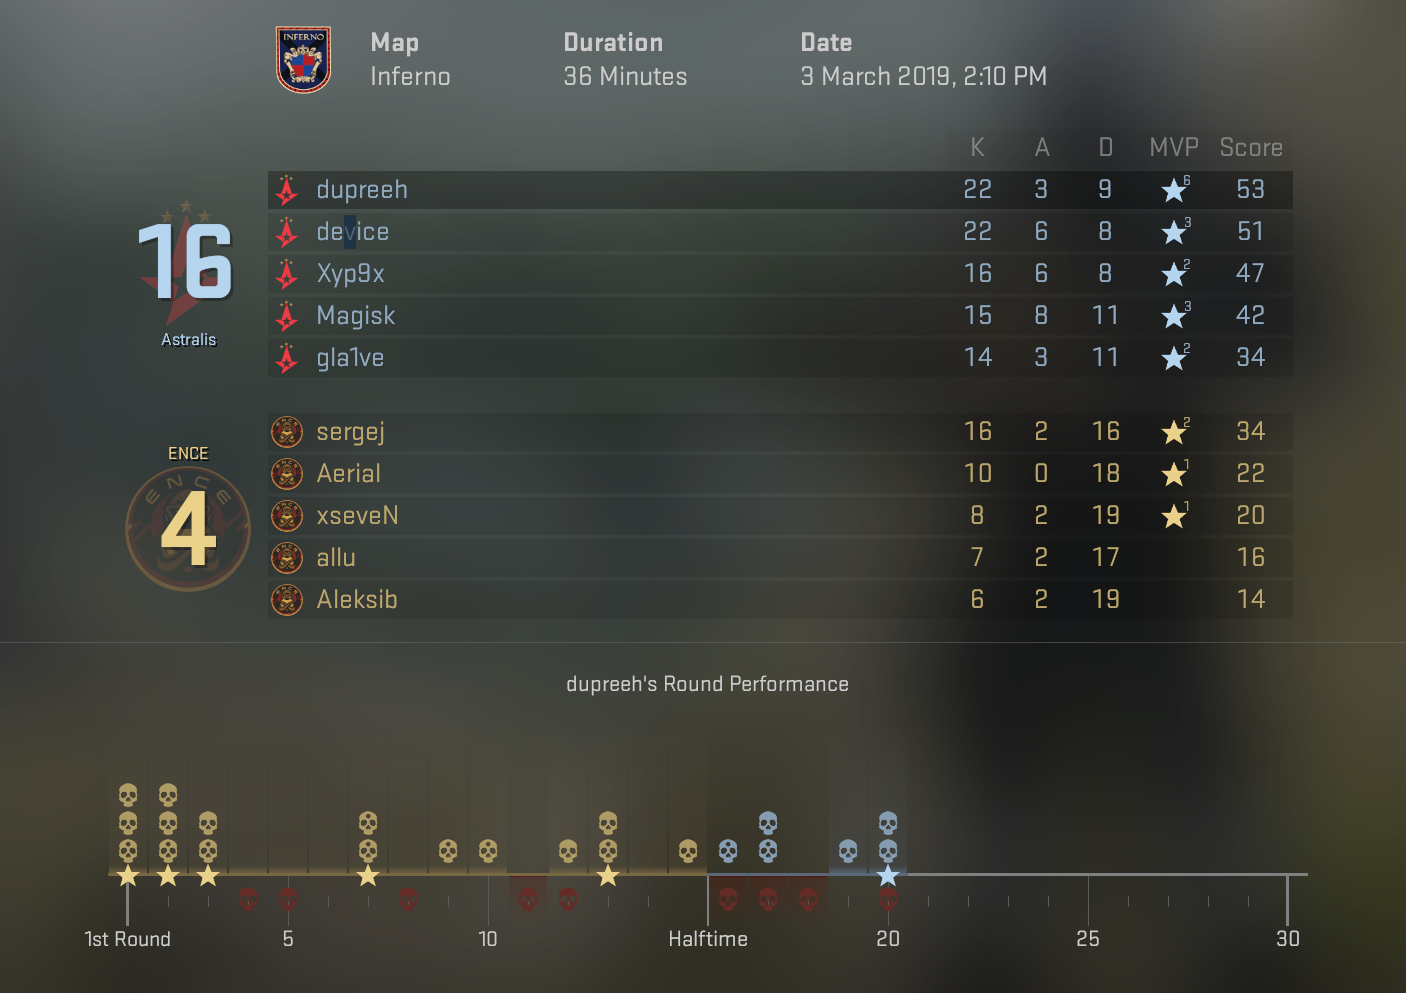 INFERNO
Map Duration Date
Inferno 36 Minutes 3 March 2019, 2:10 PM
K A D MVP Score
dupreeh 22 3 9 6 53
device 22 6 8 3 51
16
Xyp9x 16 6 8 2 47
Magisk 15 8 11 3 42
Astralis
gla1ve 14 3 11 2 34
sergej 16 2 16 2 34
ENCE
Aerial 10 0 18 1 22
ENCE
xseveN 8 2 19 1 20
4
allu 7 2 17 16
Aleksib 6 2 19 14
dupreeh's Round Performance
1st Round 5 10 Halftime 20 25 30